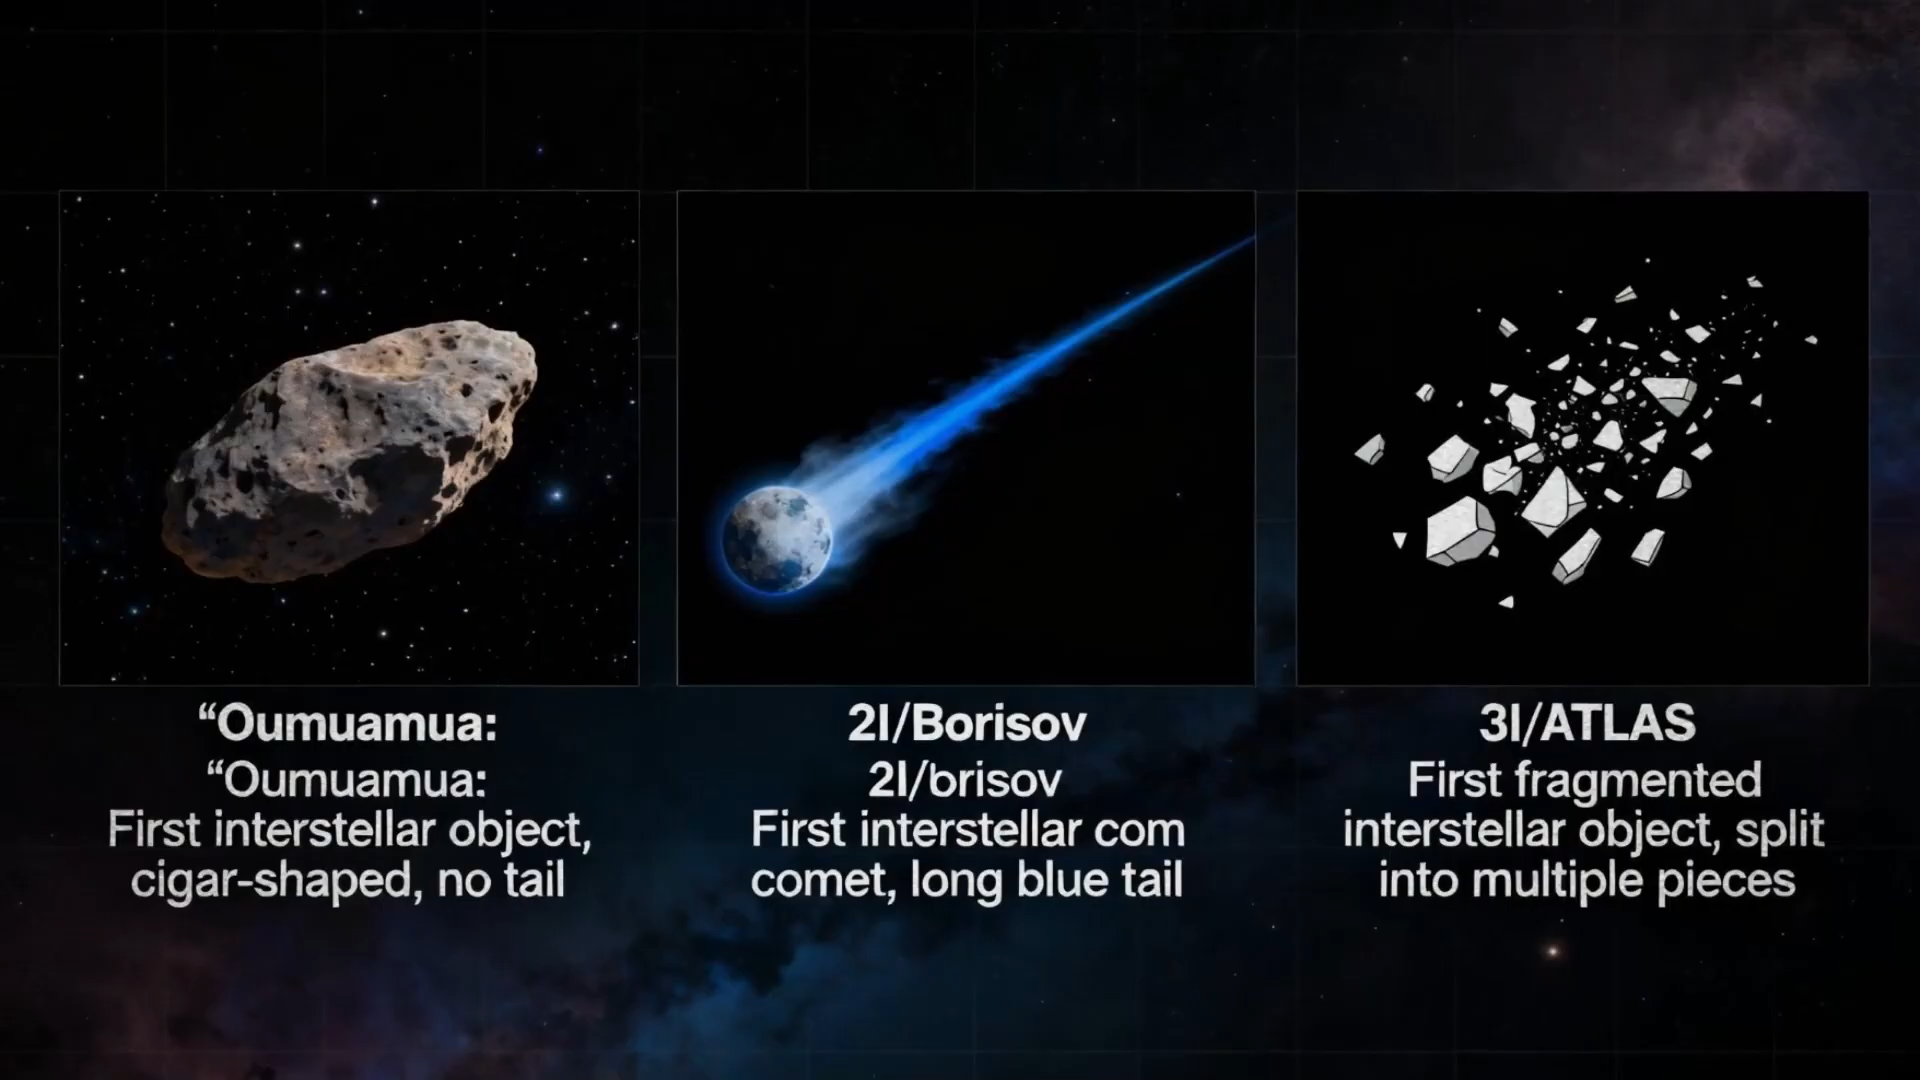 “Oumuamua:
“Oumuamua:
First interstellar object,
cigar-shaped, no tail
2I/Borisov
2I/brisov
First interstellar com
comet, long blue tail
3I/ATLAS
First fragmented
interstellar object, split
into multiple pieces